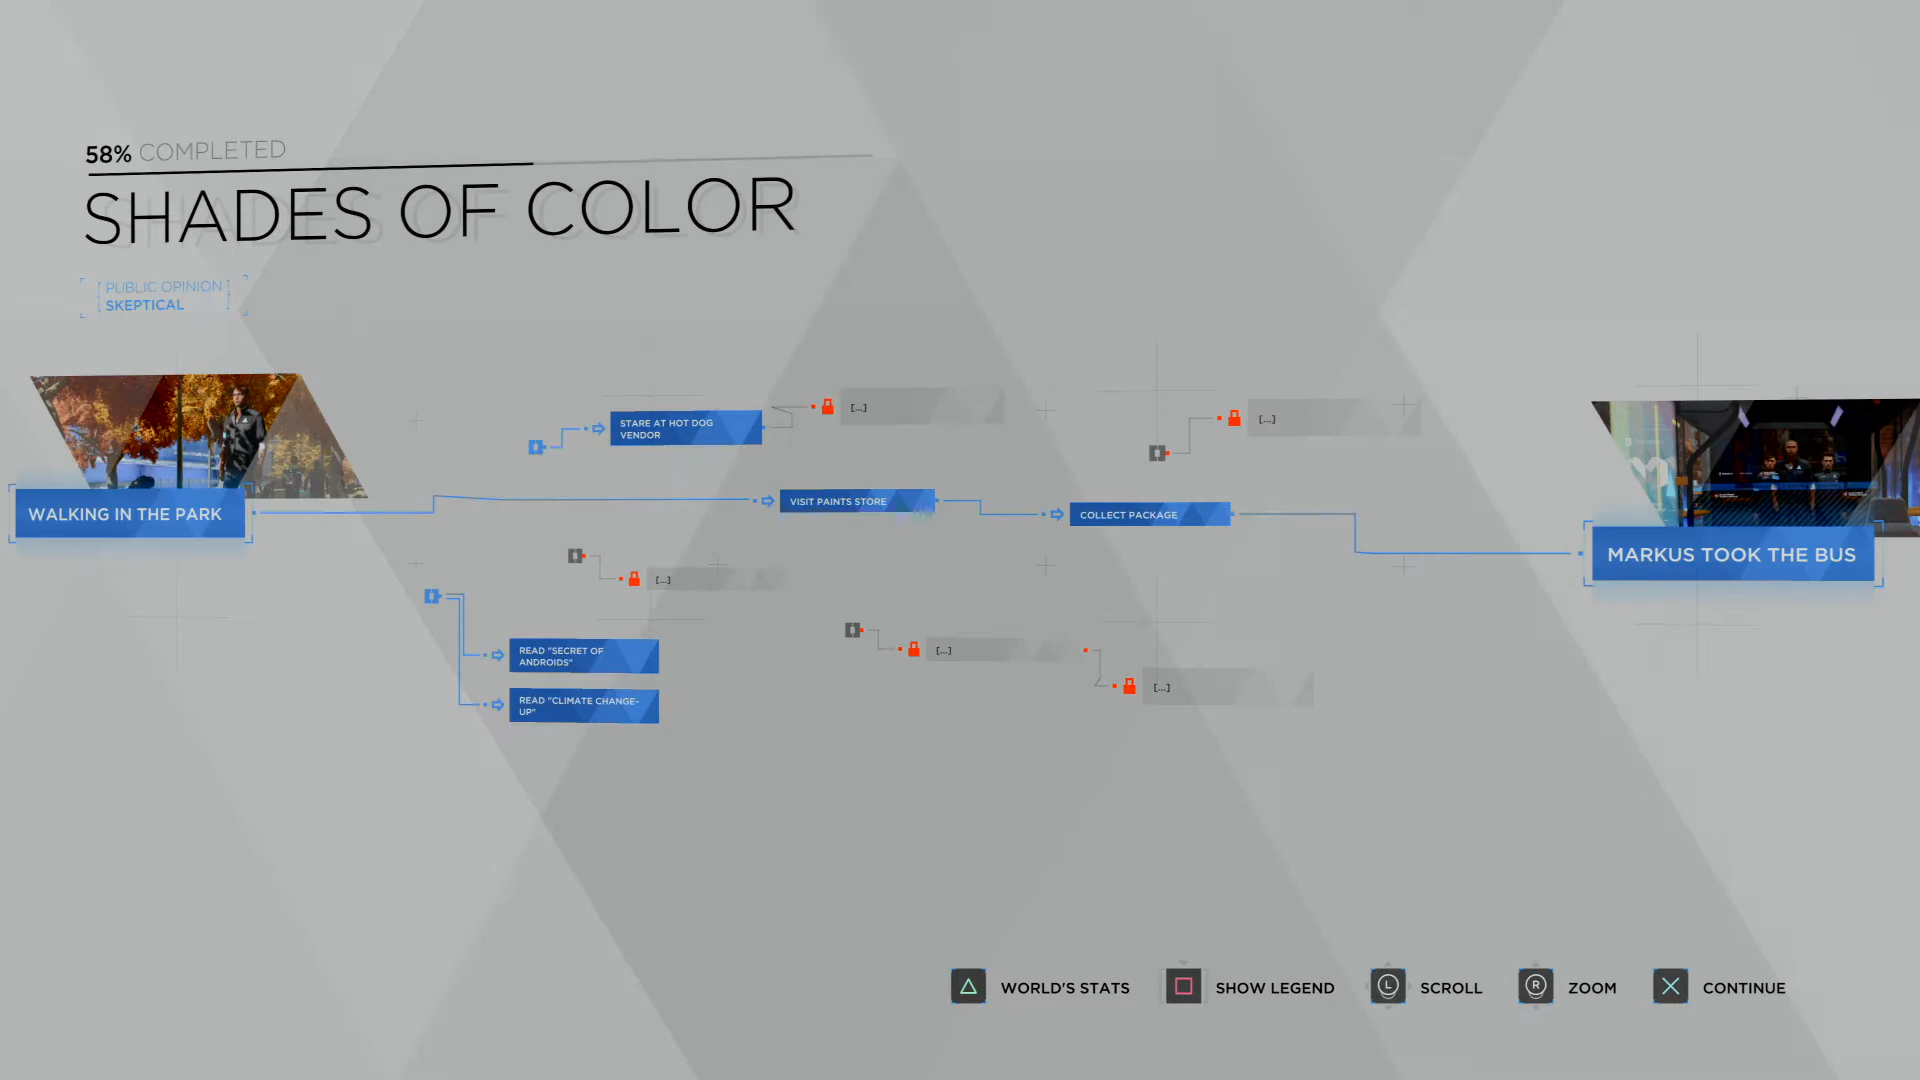 58% COMPLETED
SHADES OF COLOR
PUBLIC OPINION
SKEPTICAL
WALKING IN THE PARK
STARE AT HOT DOG
VENDOR
[...]
[...]
VISIT PAINTS STORE
COLLECT PACKAGE
MARKUS TOOK THE BUS
[...]
READ "SECRET OF
ANDROIDS"
READ "CLIMATE CHANGE-
UP"
[...]
[...]
WORLD'S STATS
SHOW LEGEND
L
SCROLL
R
ZOOM
CONTINUE